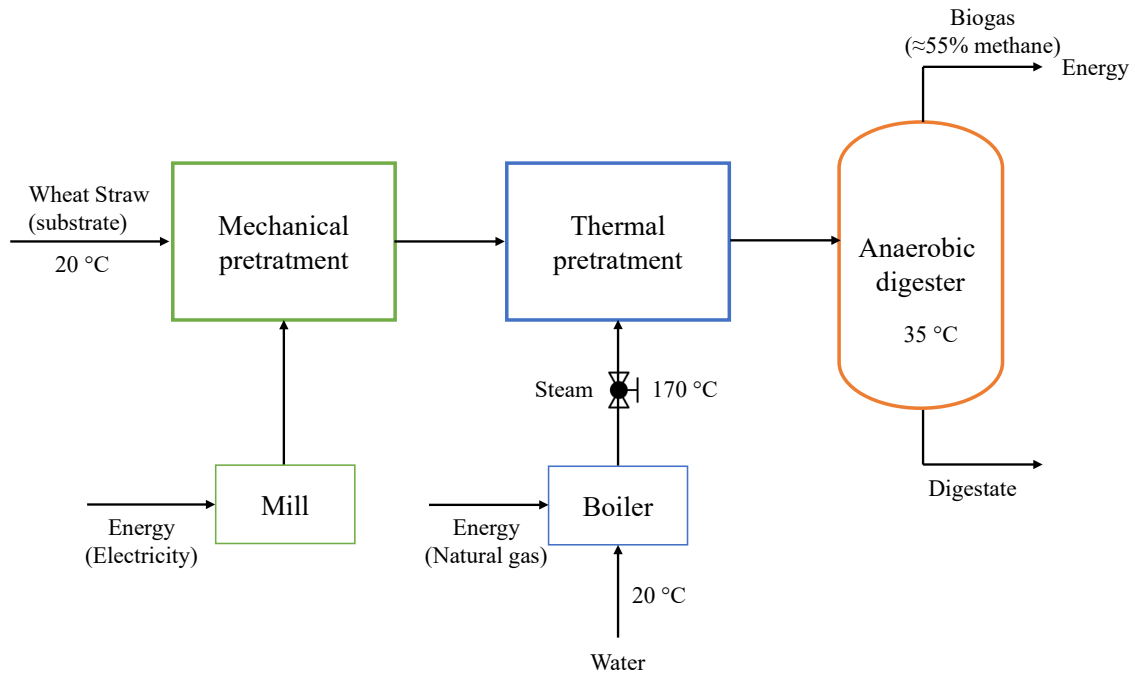 Biogas
(≈55% methane)
Energy
Wheat Straw
(substrate)
20 °C
Mechanical
pretratment
Thermal
pretratment
Anaerobic
digester
35 °C
Steam
170 °C
Mill
Energy
(Electricity)
Boiler
Energy
(Natural gas)
20 °C
Water
Digestate